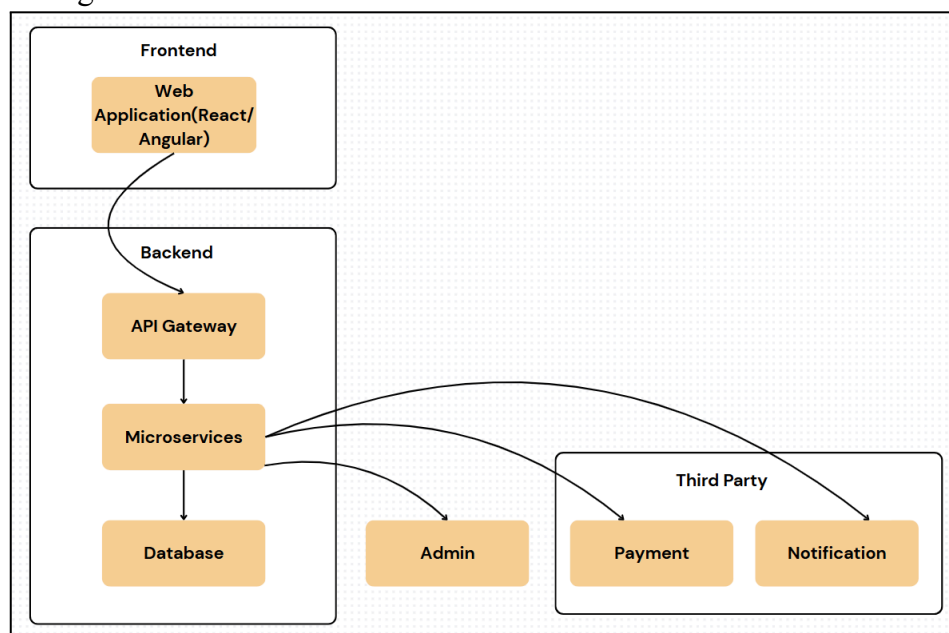 Frontend
Web
Application(React/
Angular)
Backend
API Gateway
Microservices
Third Party
Database
Admin
Payment
Notification